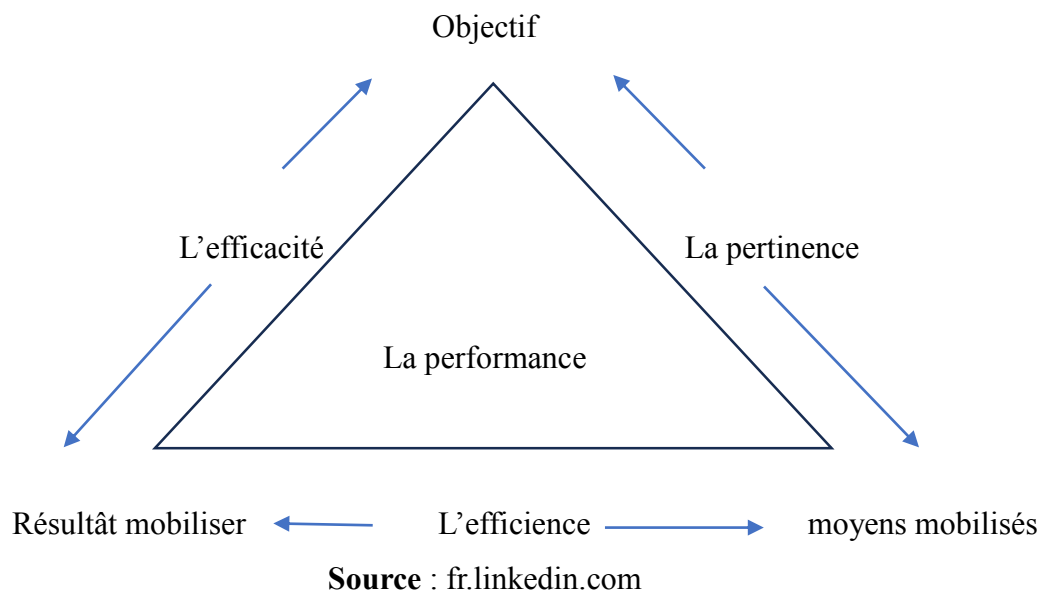 Objectif
L’efficacité
La pertinence
La performance
Résultât mobiliser
L’efficience
moyens mobilisés
Source : fr.linkedin.com